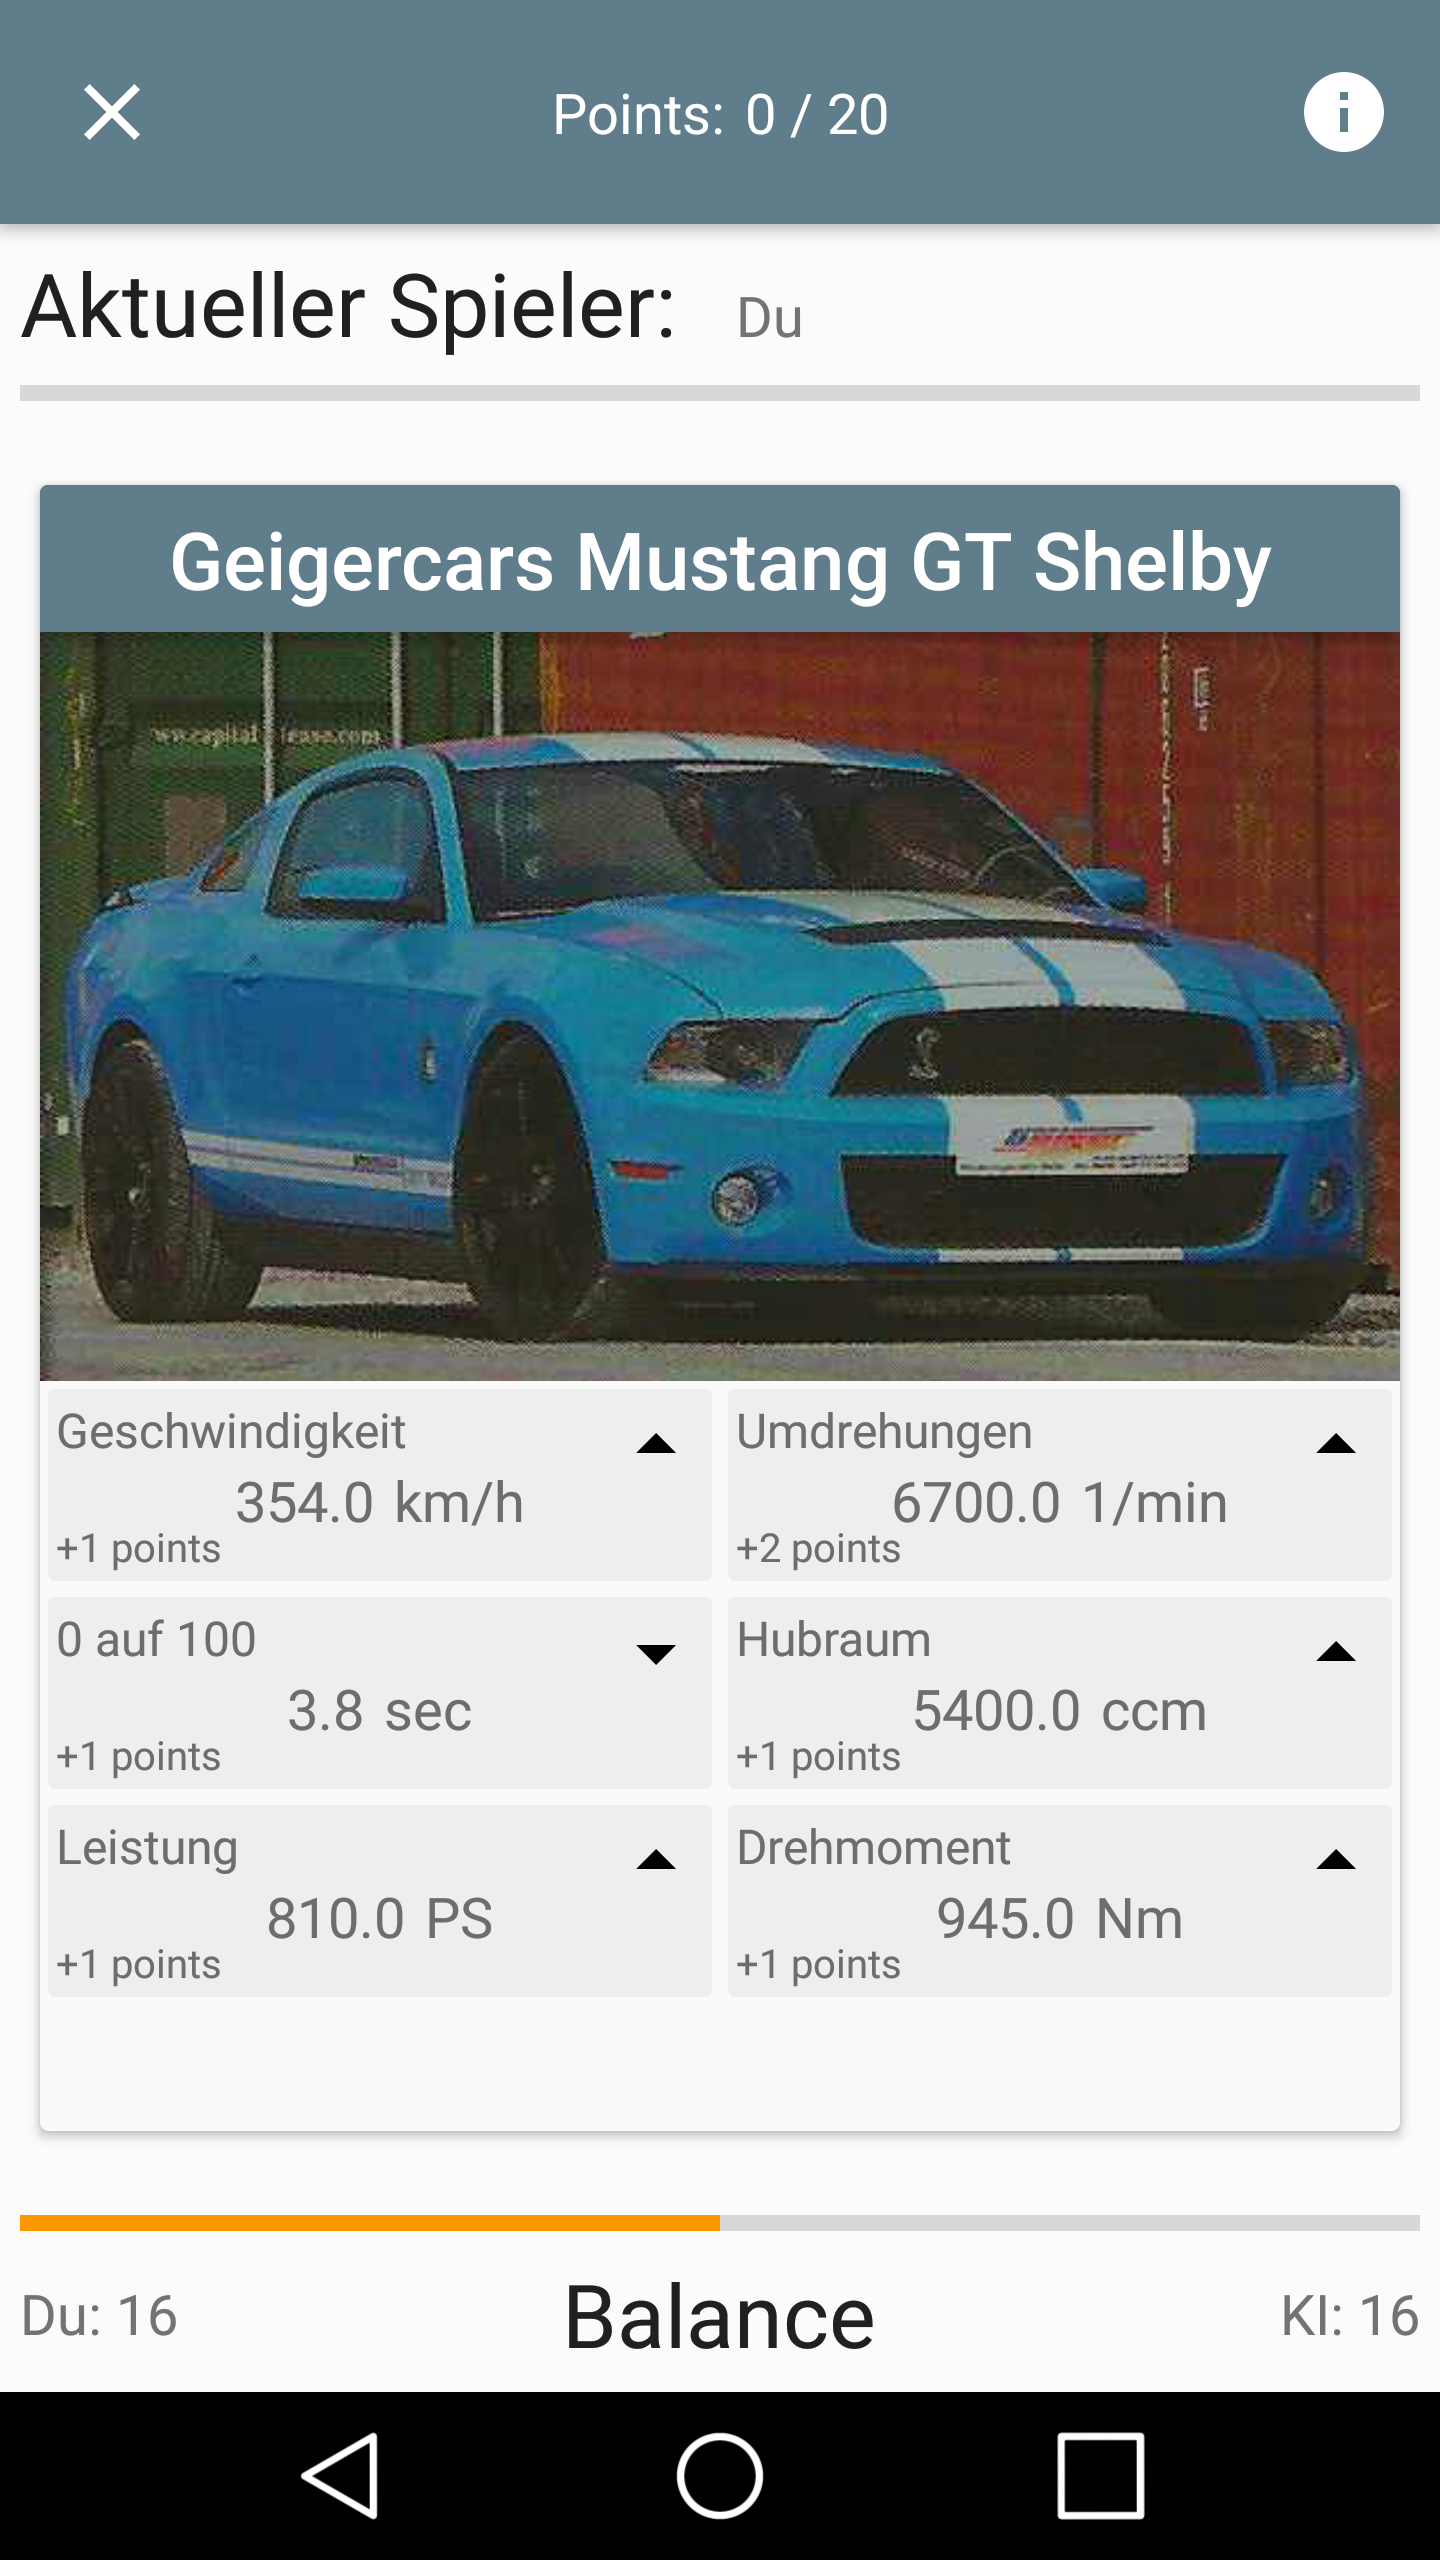 Points: 0 / 20
Aktueller Spieler: Du
Geigercars Mustang GT Shelby
Geschwindigkeit
354.0 km/h
+1 points
Umdrehungen
6700.0 1/min
+2 points
0 auf 100
3.8 sec
+1 points
Hubraum
5400.0 ccm
+1 points
Leistung
810.0 PS
+1 points
Drehmoment
945.0 Nm
+1 points
Du: 16
Balance
KI: 16